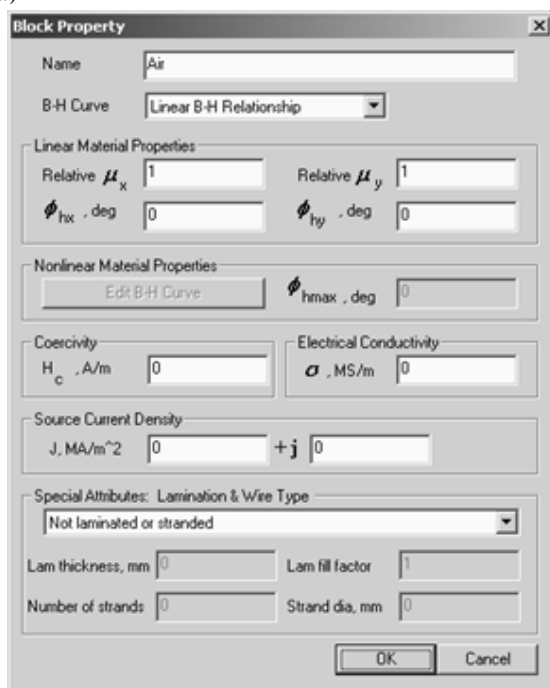 Block Property
Name Air
B-H Curve Linear B-H Relationship
Linear Material Properties
Relative μx 1 Relative μy 1
ϕhx , deg 0 ϕhy , deg 0
Nonlinear Material Properties
Edit B-H Curve ϕhmax , deg 0
Coercivity Electrical Conductivity
Hc , A/m 0 σ , MS/m 0
Source Current Density
J, MA/m^2 0 +j 0
Special Attributes: Lamination & Wire Type
Not laminated or stranded
Lam thickness, mm 0 Lam fill factor 1
Number of strands 0 Strand dia, mm 0
OK Cancel